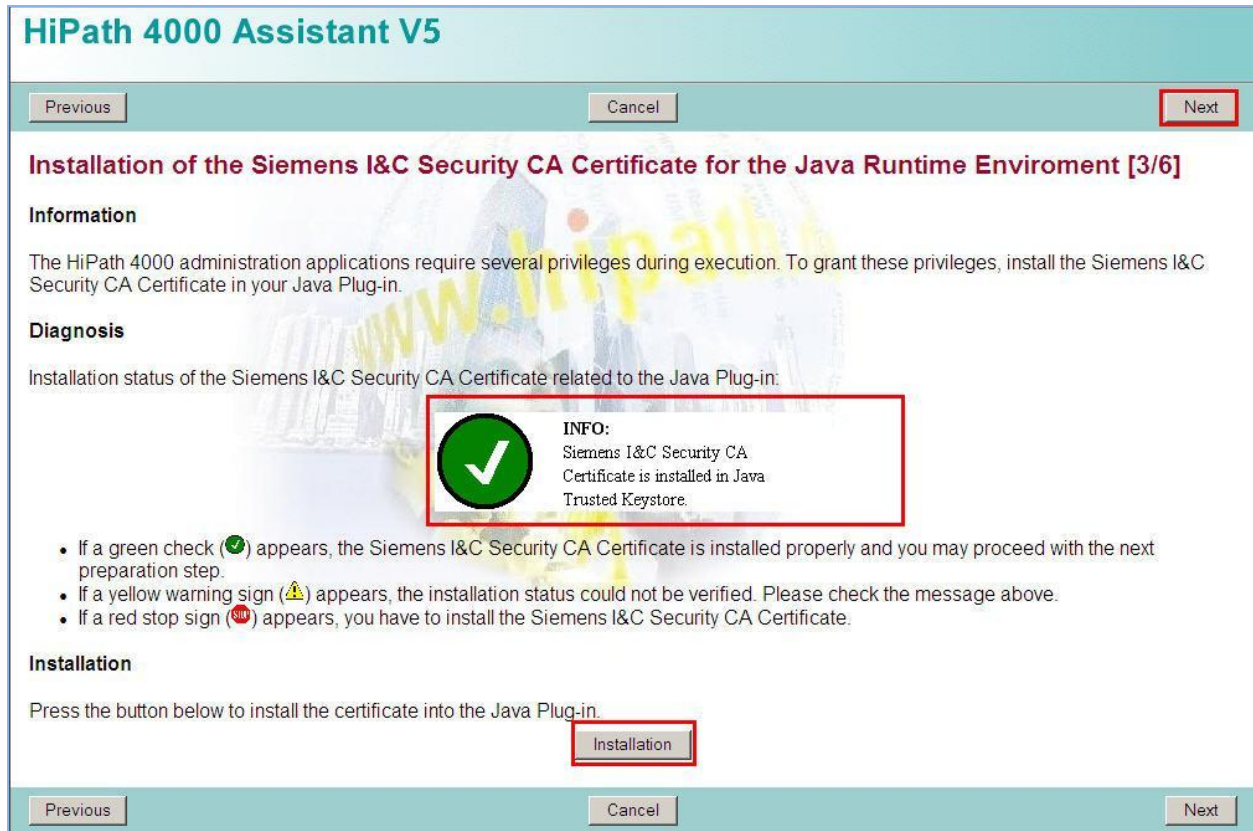 HiPath 4000 Assistant V5
Previous
Cancel
Next
Installation of the Siemens I&C Security CA Certificate for the Java Runtime Enviroment [3/6]
Information
The HiPath 4000 administration applications require several privileges during execution. To grant these privileges, install the Siemens I&C
Security CA Certificate in your Java Plug-in.
www.hipath.
Diagnosis
Installation status of the Siemens I&C Security CA Certificate related to the Java Plug-in:
INFO:
Siemens I&C Security CA
Certificate is installed in Java
Trusted Keystore.
• If a green check () appears, the Siemens I&C Security CA Certificate is installed properly and you may proceed with the next
preparation step.
• If a yellow warning sign () appears, the installation status could not be verified. Please check the message above.
• If a red stop sign (STOP) appears, you have to install the Siemens I&C Security CA Certificate.
Installation
Press the button below to install the certificate into the Java Plug-in.
Installation
Previous
Cancel
Next